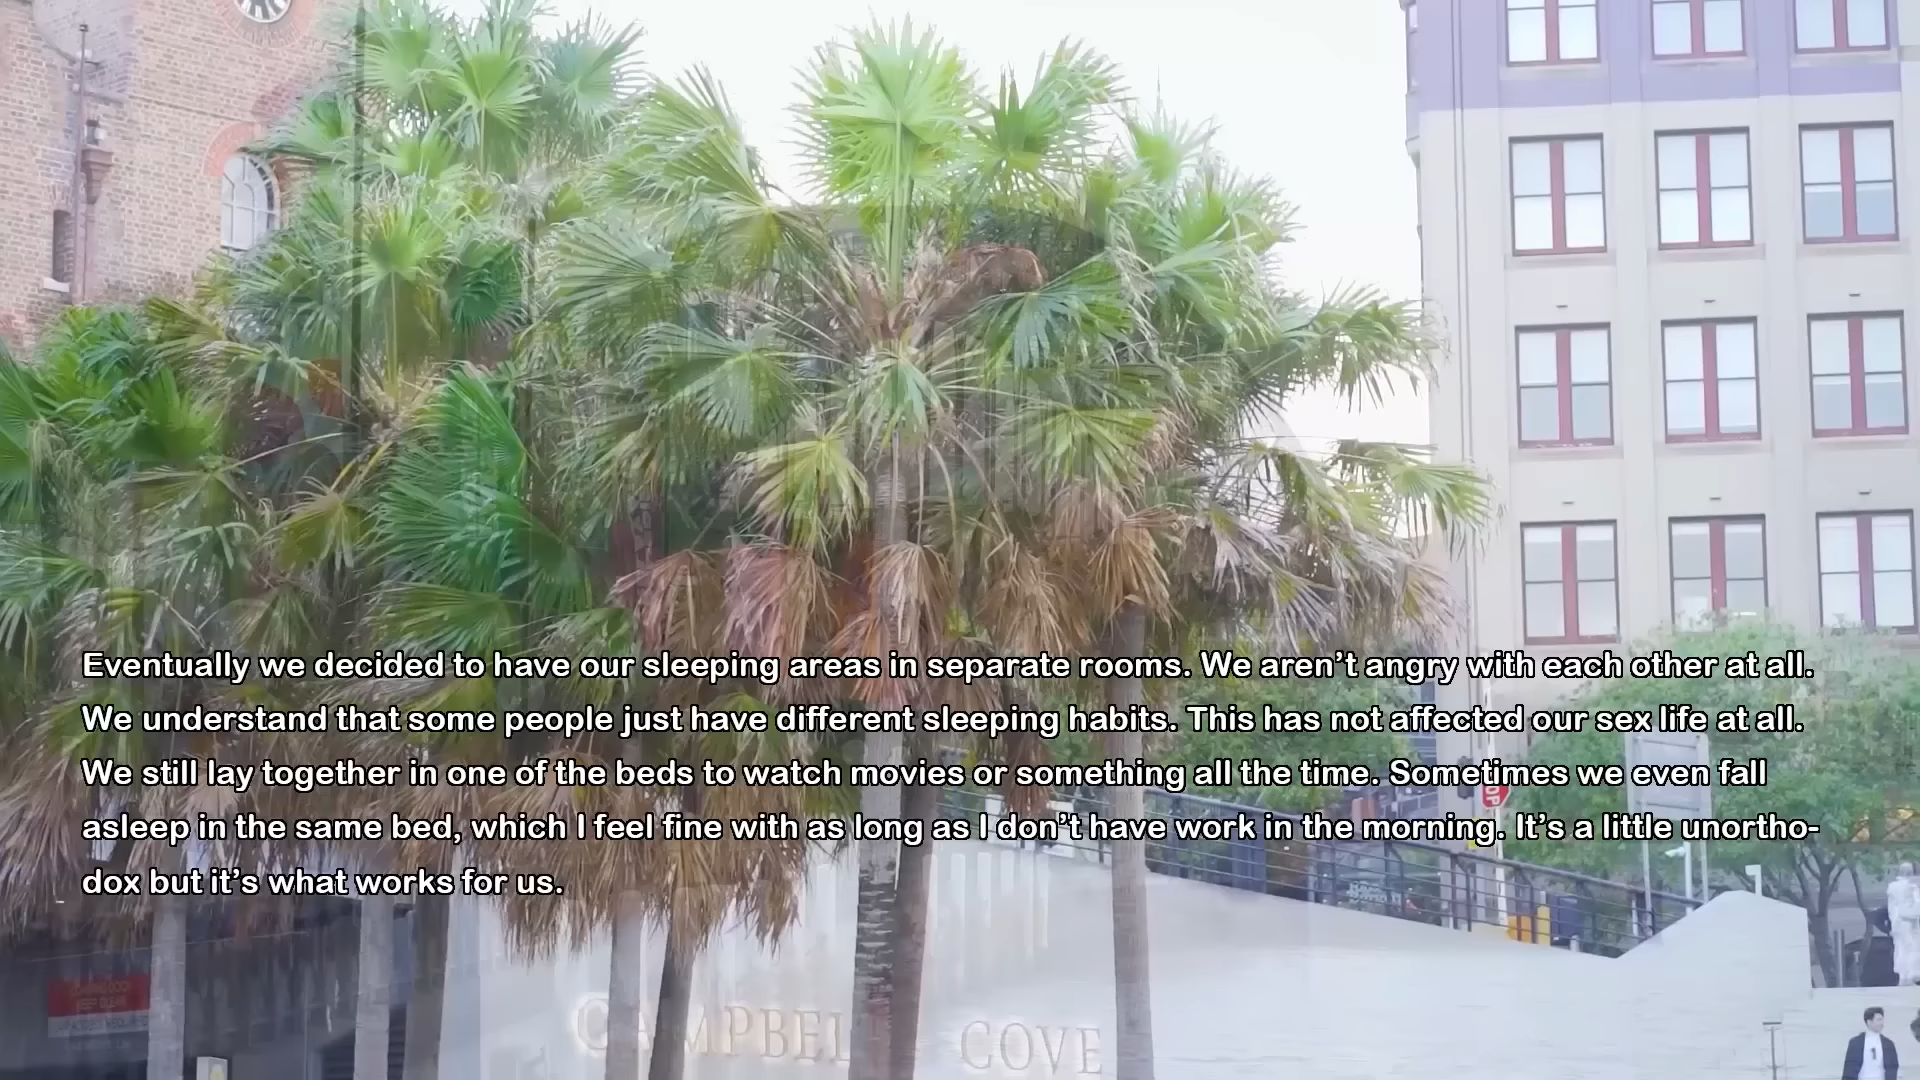 Eventually we decided to have our sleeping areas in separate rooms. We aren’t angry with each other at all.
We understand that some people just have different sleeping habits. This has not affected our sex life at all.
We still lay together in one of the beds to watch movies or something all the time. Sometimes we even fall
asleep in the same bed, which I feel fine with as long as I don’t have work in the morning. It’s a little unortho-
dox but it’s what works for us.
KEEP CLEAR
COVE